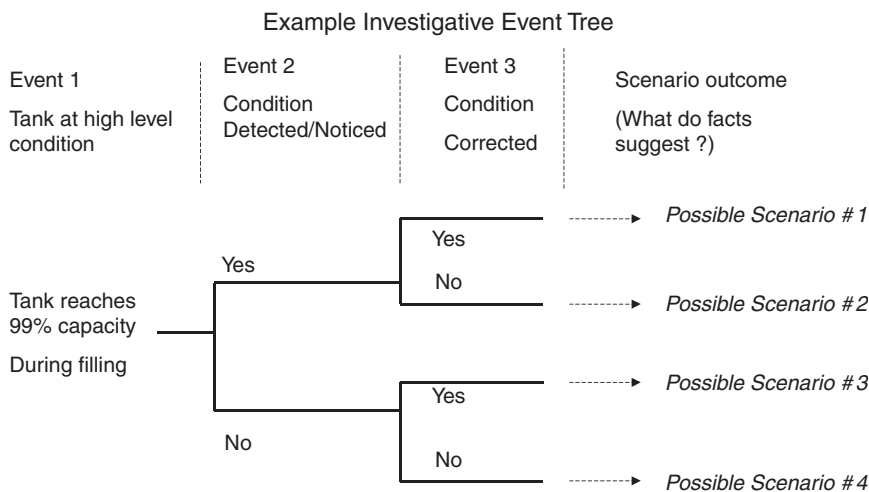 Example Investigative Event Tree
Event 1
Tank at high level
condition
Event 2
Condition
Detected/Noticed
Event 3
Condition
Corrected
Scenario outcome
(What do facts
suggest ?)
Tank reaches
99% capacity
During filling
Yes
No
Yes
No
Yes
No
Possible Scenario #1
Possible Scenario #2
Possible Scenario #3
Possible Scenario #4